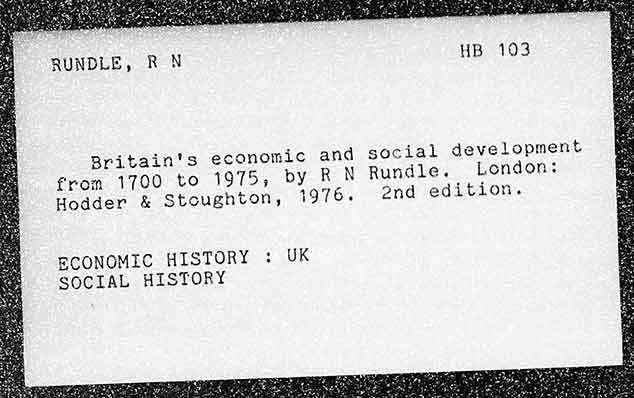 RUNDLE, R N
HB 103
Britain's economic and social development
from 1700 to 1975, by R N Rundle. London:
Hodder & Stoughton, 1976. 2nd edition.
ECONOMIC HISTORY : UK
SOCIAL HISTORY